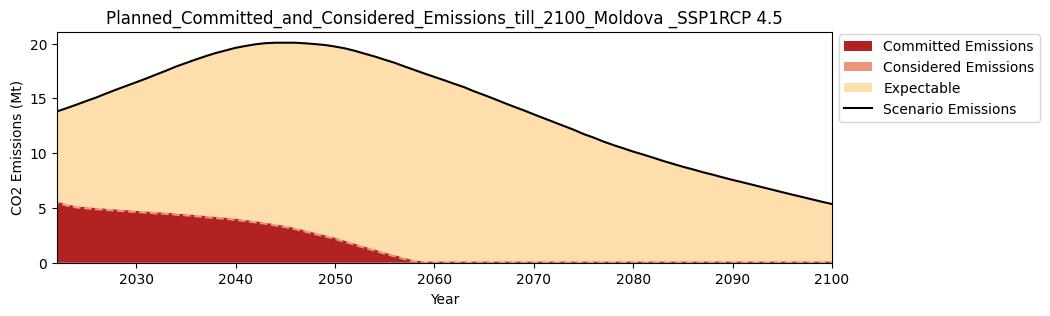 Planned_Committed_and_Considered_Emissions_till_2100_Moldova _SSP1RCP 4.5
CO2 Emissions (Mt)
20
15
10
5
0
2030 2040 2050 2060 2070 2080 2090 2100
Year
Committed Emissions
Considered Emissions
Expectable
Scenario Emissions